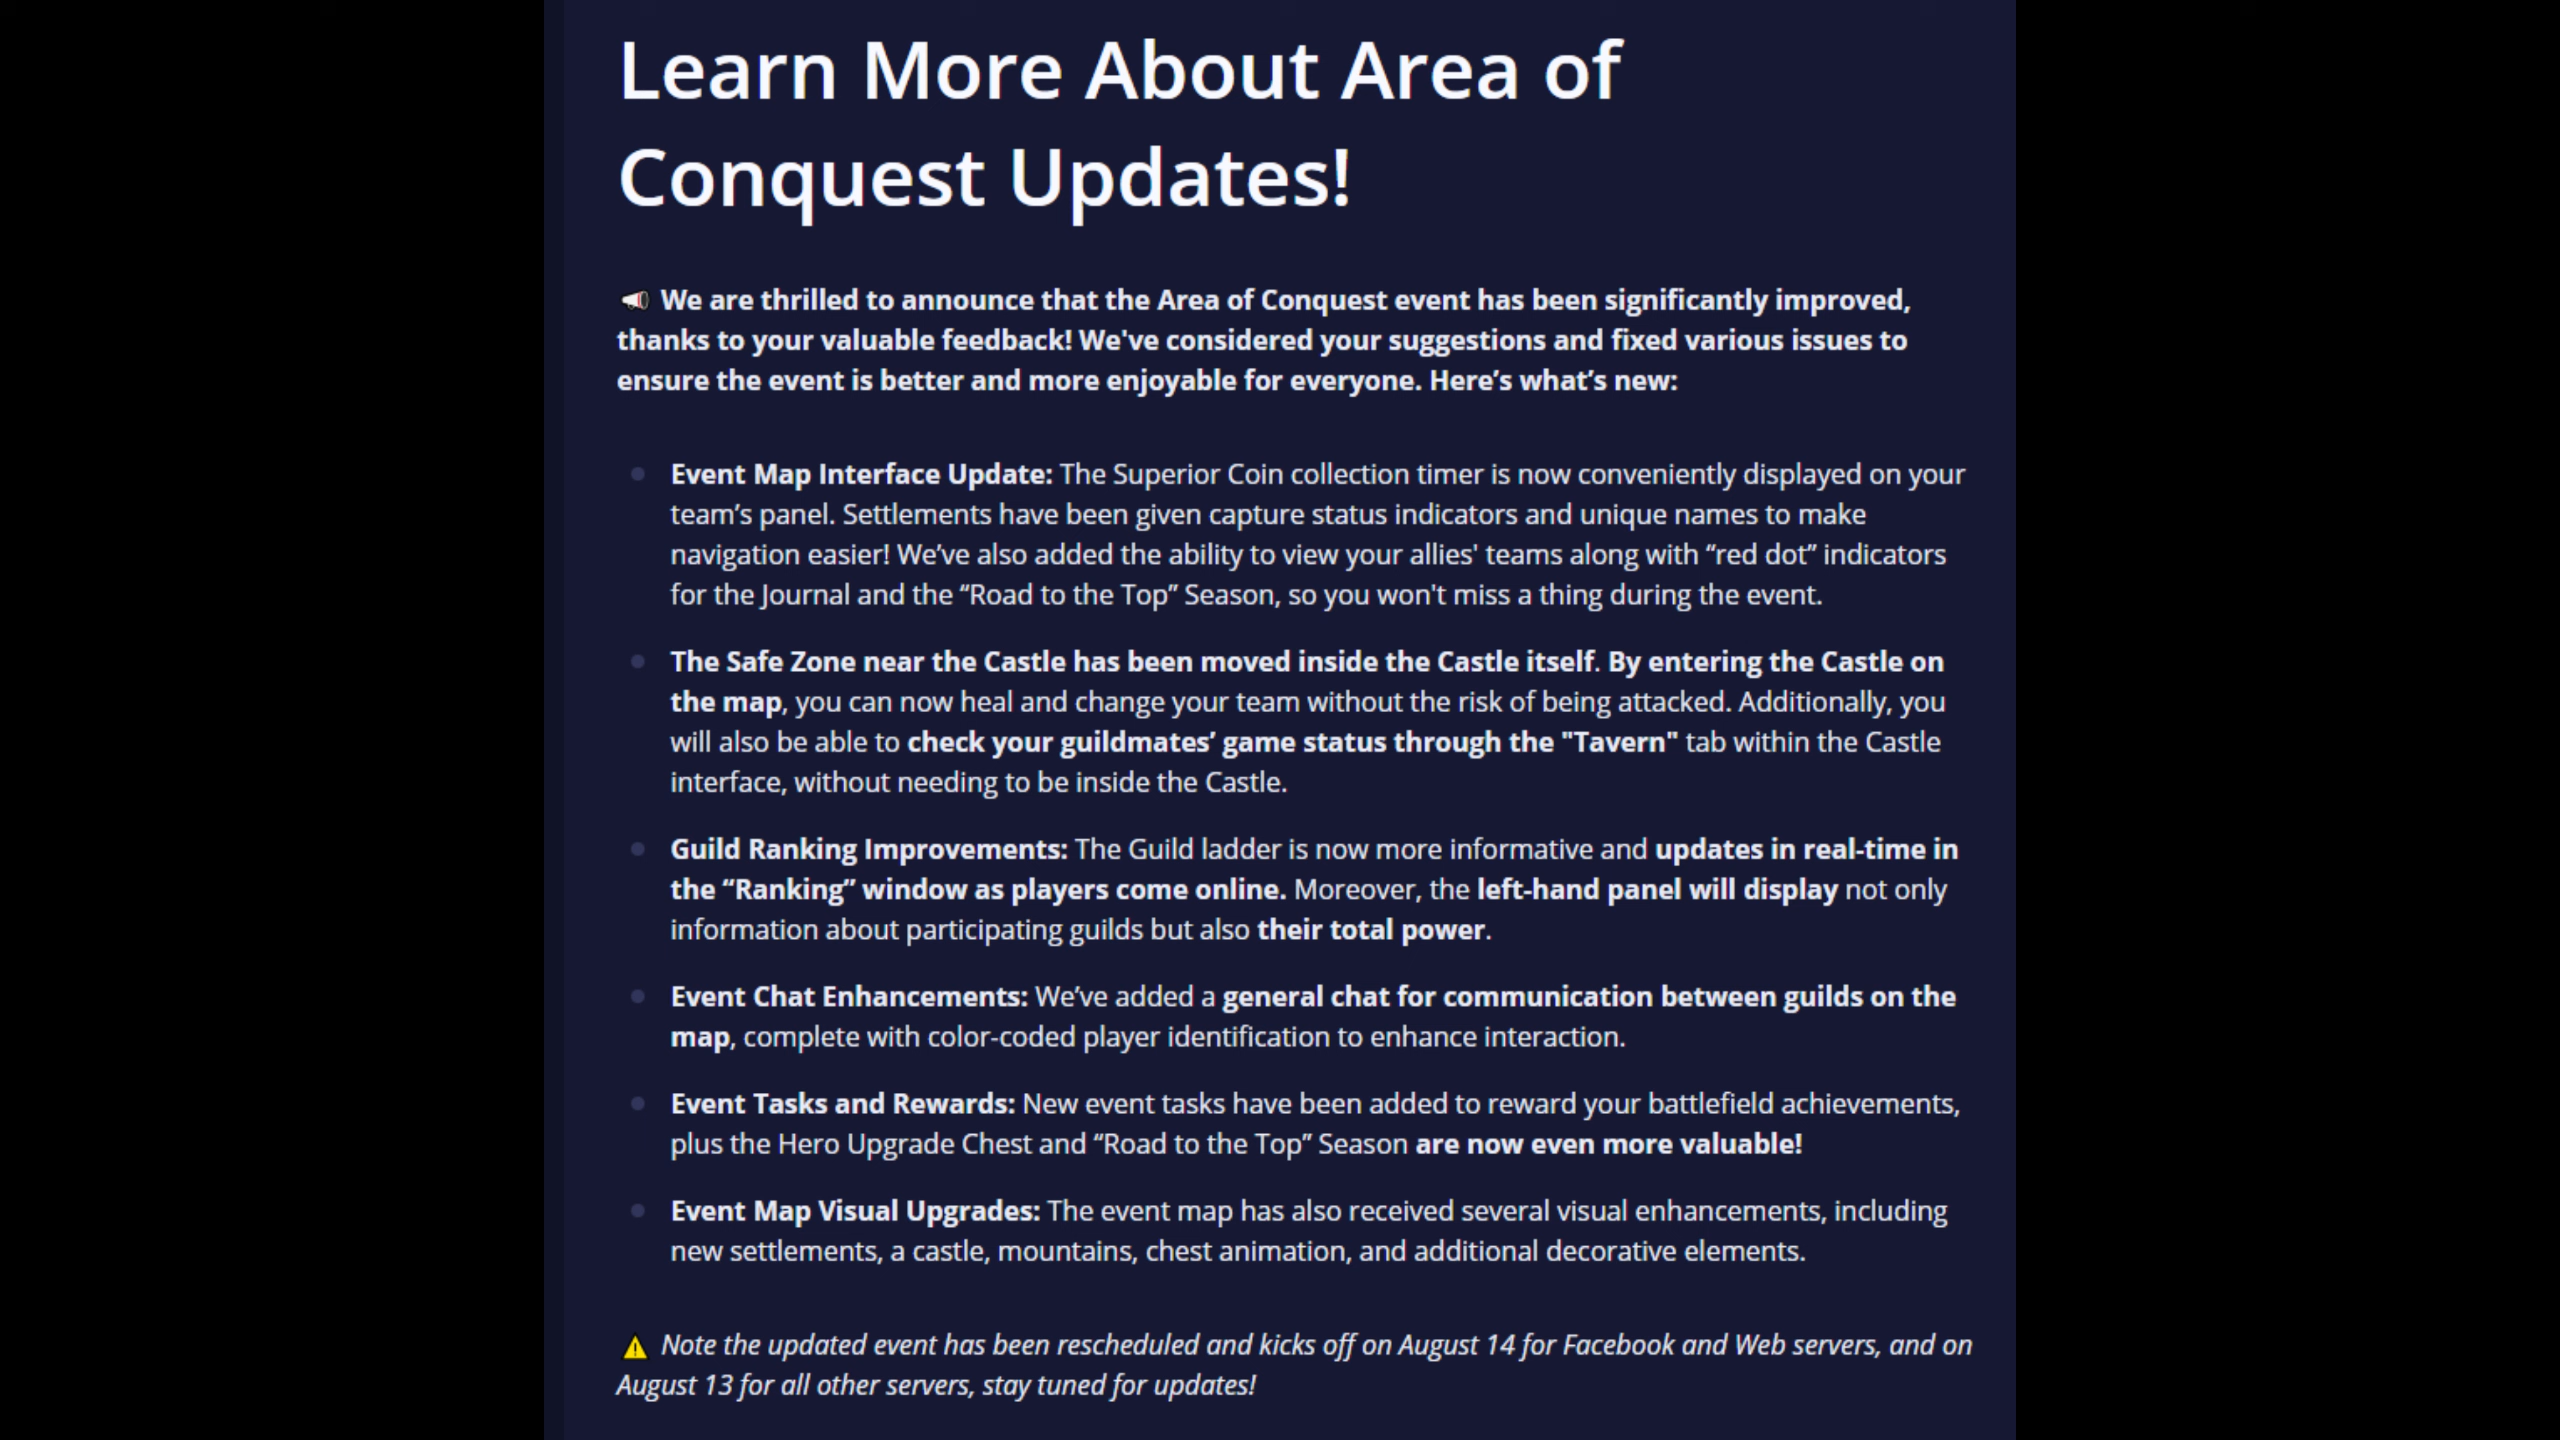 Learn More About Area of
Conquest Updates!
📣 We are thrilled to announce that the Area of Conquest event has been significantly improved,
thanks to your valuable feedback! We've considered your suggestions and fixed various issues to
ensure the event is better and more enjoyable for everyone. Here’s what’s new:
Event Map Interface Update: The Superior Coin collection timer is now conveniently displayed on your
team’s panel. Settlements have been given capture status indicators and unique names to make
navigation easier! We’ve also added the ability to view your allies' teams along with “red dot” indicators
for the Journal and the “Road to the Top” Season, so you won't miss a thing during the event.
The Safe Zone near the Castle has been moved inside the Castle itself. By entering the Castle on
the map, you can now heal and change your team without the risk of being attacked. Additionally, you
will also be able to check your guildmates’ game status through the "Tavern" tab within the Castle
interface, without needing to be inside the Castle.
Guild Ranking Improvements: The Guild ladder is now more informative and updates in real-time in
the “Ranking” window as players come online. Moreover, the left-hand panel will display not only
information about participating guilds but also their total power.
Event Chat Enhancements: We’ve added a general chat for communication between guilds on the
map, complete with color-coded player identification to enhance interaction.
Event Tasks and Rewards: New event tasks have been added to reward your battlefield achievements,
plus the Hero Upgrade Chest and “Road to the Top” Season are now even more valuable!
Event Map Visual Upgrades: The event map has also received several visual enhancements, including
new settlements, a castle, mountains, chest animation, and additional decorative elements.
⚠️ Note the updated event has been rescheduled and kicks off on August 14 for Facebook and Web servers, and on
August 13 for all other servers, stay tuned for updates!